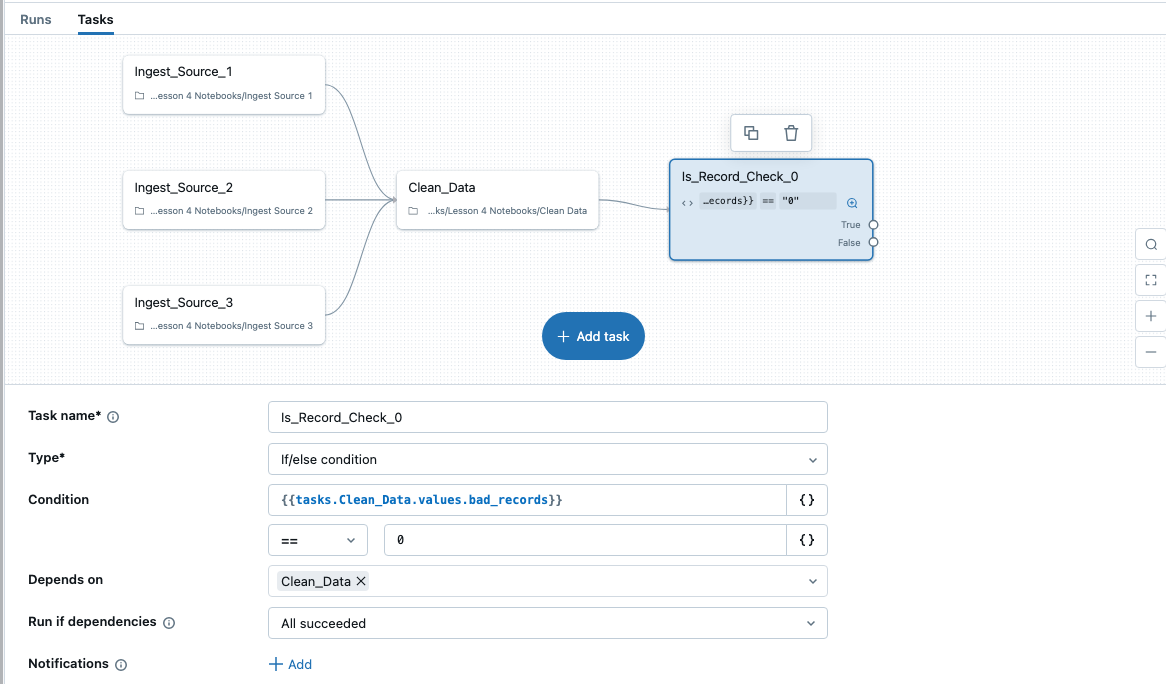 Runs Tasks
Ingest_Source_1
...esson 4 Notebooks/Ingest Source 1
Ingest_Source_2
...esson 4 Notebooks/Ingest Source 2
Clean_Data
...ks/Lesson 4 Notebooks/Clean Data
Is_Record_Check_0
…ecords}} == "0"
True
False
Ingest_Source_3
...esson 4 Notebooks/Ingest Source 3
+ Add task
Task name* Is_Record_Check_0
Type* If/else condition
Condition {{tasks.Clean_Data.values.bad_records}} {}
== 0 {}
Depends on Clean_Data ×
Run if dependencies All succeeded
Notifications + Add